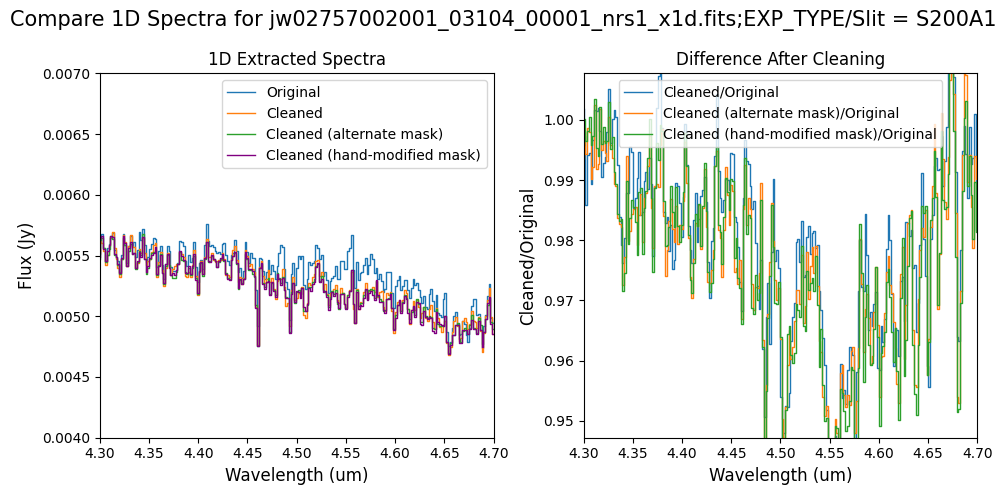 Compare 1D Spectra for jw02757002001_03104_00001_nrs1_x1d.fits;EXP_TYPE/Slit = S200A1
1D Extracted Spectra
0.0070
0.0065
0.0060
0.0055
0.0050
0.0045
0.0040
Flux (Jy)
Original
Cleaned
Cleaned (alternate mask)
Cleaned (hand-modified mask)
4.30 4.35 4.40 4.45 4.50 4.55 4.60 4.65 4.70
Wavelength (um)
Difference After Cleaning
1.00
0.99
0.98
0.97
0.96
0.95
Cleaned/Original
Cleaned/Original
Cleaned (alternate mask)/Original
Cleaned (hand-modified mask)/Original
4.30 4.35 4.40 4.45 4.50 4.55 4.60 4.65 4.70
Wavelength (um)